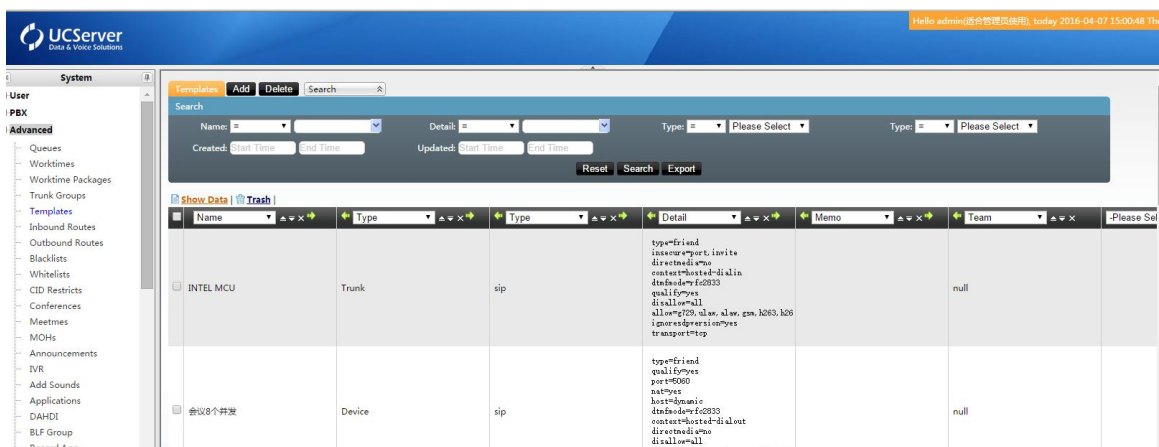 Hello admin(适合管理员使用), today 2016-04-07 15:00:48 Th
UCServer
Data & Voice Solutions
System
User
PBX
Advanced
Queues
Worktimes
Worktime Packages
Trunk Groups
Templates
Inbound Routes
Outbound Routes
Blacklists
Whitelists
CID Restricts
Conferences
Meetmes
MOHs
Announcements
IVR
Add Sounds
Applications
DAHDI
BLF Group
Templates Add Delete Search
Search
Name: = Detail: = Type: = Please Select Type: = Please Select
Created: Start Time End Time Updated: Start Time End Time
Reset Search Export
Show Data | Trash |
Name Type Type Detail Memo Team -Please Sel
INTEL MCU Trunk sip
type=friend
insecure=port,invite
directmedia=no
context=hosted-dialin
dtmfmode=rfc2833
qualify=yes
disallow=all
allow=g729,ulaw,alaw,gsm,h263,h26
ignoresdpversion=yes
transport=tcp
null
会议8个并发 Device sip
type=friend
qualify=yes
port=5060
nat=yes
host=dynamic
dtmfmode=rfc2833
context=hosted-dialout
directmedia=no
disallow=all
null